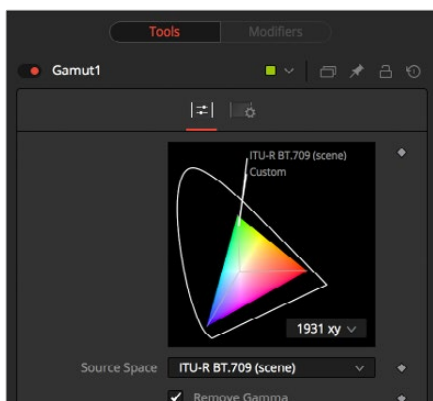 Tools Modifiers
Gamut1
ITU-R BT.709 (scene)
Custom
1931 xy
Source Space ITU-R BT.709 (scene)
Remove Gamma